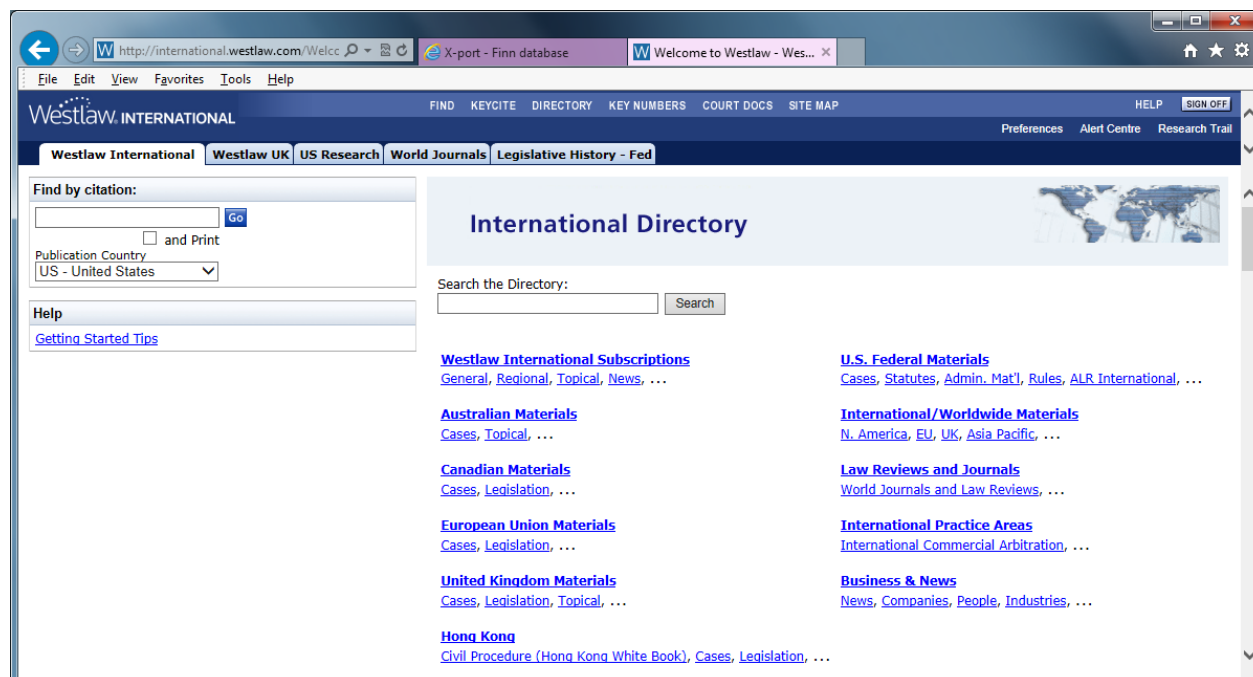 http://international.westlaw.com/Welcc
X-port - Finn database
Welcome to Westlaw - Wes...
File Edit View Favorites Tools Help
Westlaw. INTERNATIONAL
FIND KEYCITE DIRECTORY KEY NUMBERS COURT DOCS SITE MAP
HELP SIGN OFF
Preferences Alert Centre Research Trail
Westlaw International Westlaw UK US Research World Journals Legislative History - Fed
Find by citation:
Go
and Print
Publication Country
US - United States
Help
Getting Started Tips
International Directory
Search the Directory:
Search
Westlaw International Subscriptions
General, Regional, Topical, News, ...
Australian Materials
Cases, Topical, ...
Canadian Materials
Cases, Legislation, ...
European Union Materials
Cases, Legislation, ...
United Kingdom Materials
Cases, Legislation, Topical, ...
Hong Kong
Civil Procedure (Hong Kong White Book), Cases, Legislation, ...
U.S. Federal Materials
Cases, Statutes, Admin. Mat'l, Rules, ALR International, ...
International/Worldwide Materials
N. America, EU, UK, Asia Pacific, ...
Law Reviews and Journals
World Journals and Law Reviews, ...
International Practice Areas
International Commercial Arbitration, ...
Business & News
News, Companies, People, Industries, ...